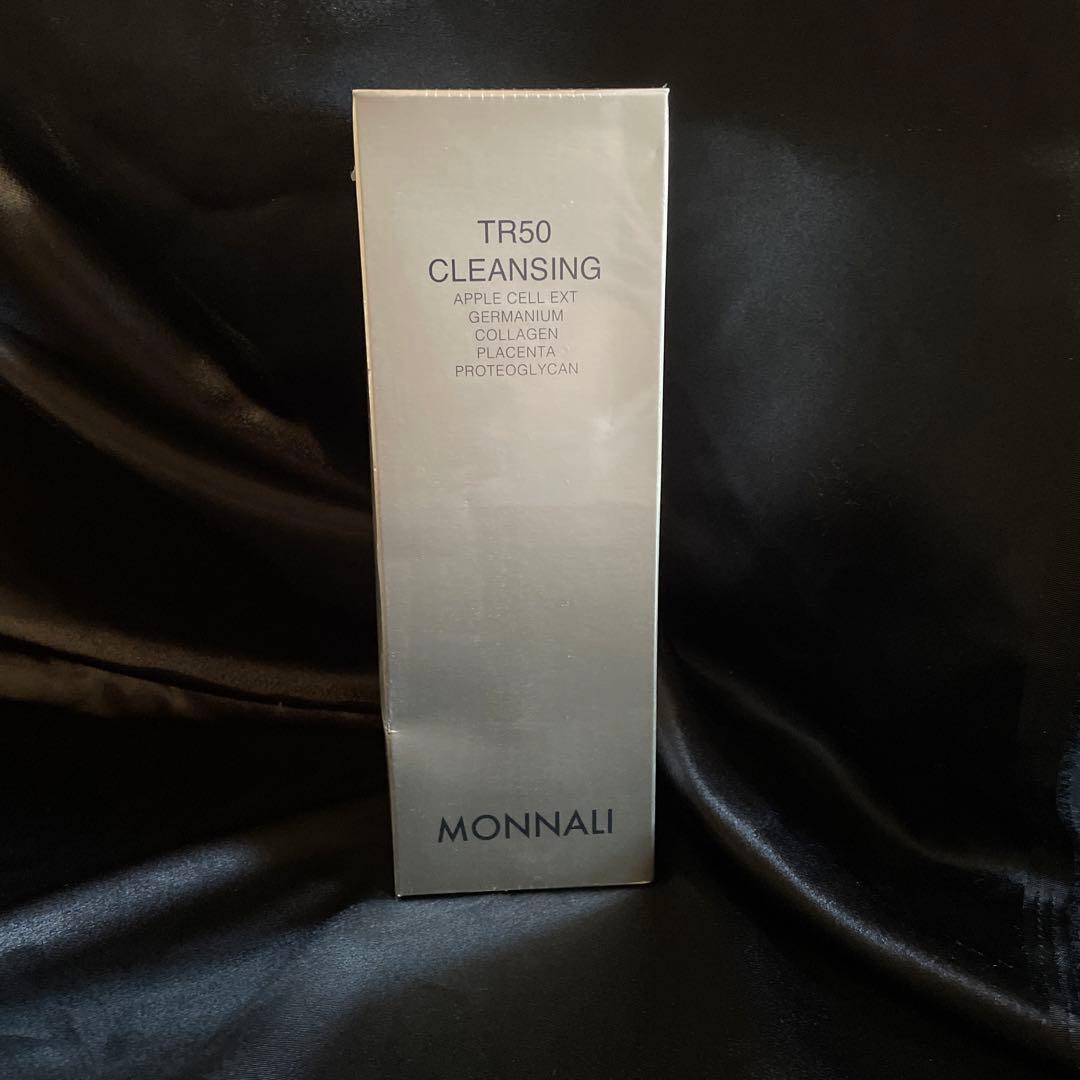 TR50
CLEANSING
APPLE CELL EXT
GERMANIUM
COLLAGEN
PLACENTA
PROTEOGLYCAN
MONNALI